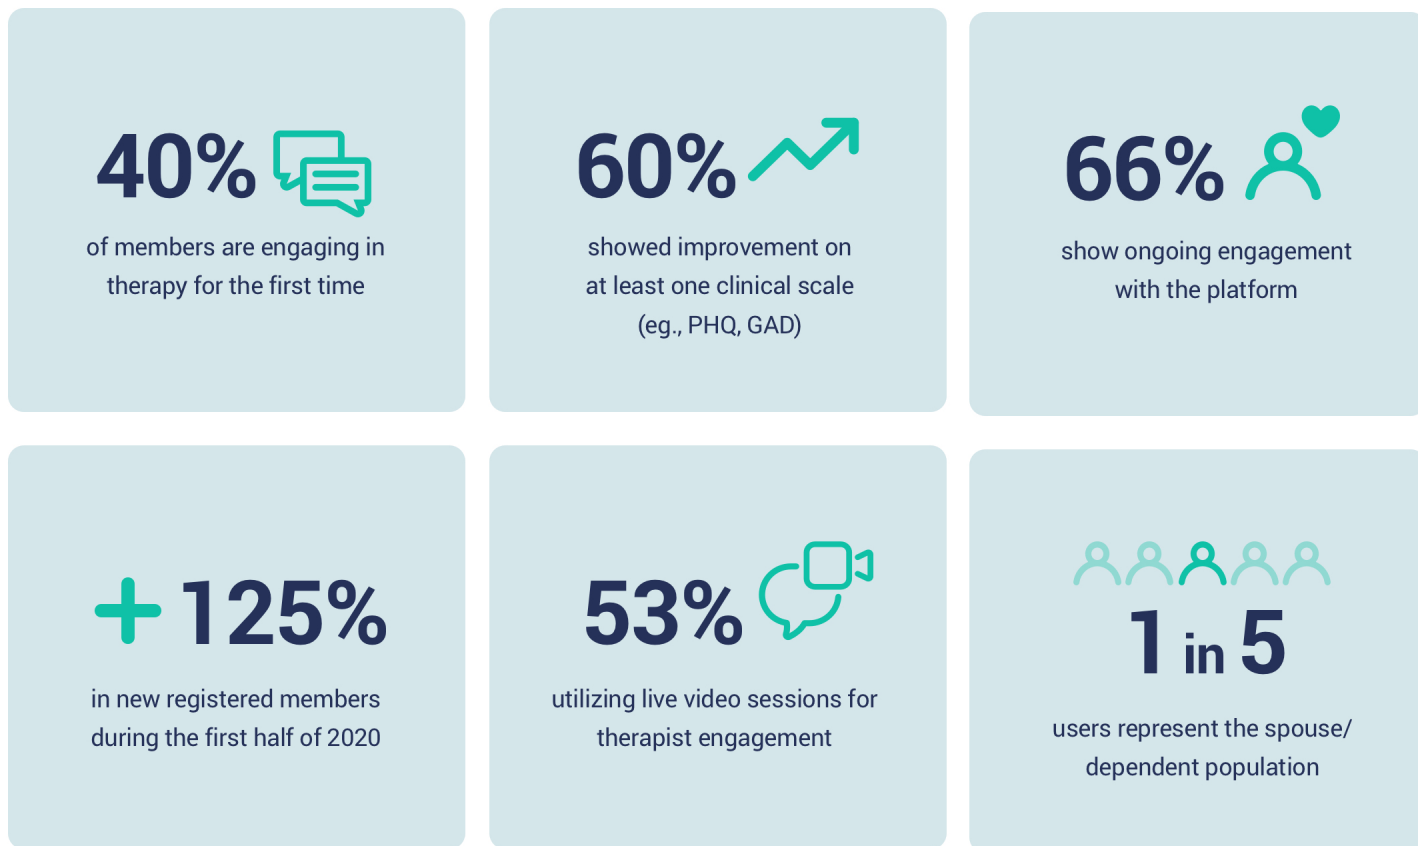 40%
of members are engaging in
therapy for the first time
60%
showed improvement on
at least one clinical scale
(eg., PHQ, GAD)
66%
show ongoing engagement
with the platform
+125%
in new registered members
during the first half of 2020
53%
utilizing live video sessions for
therapist engagement
1 in 5
users represent the spouse/
dependent population